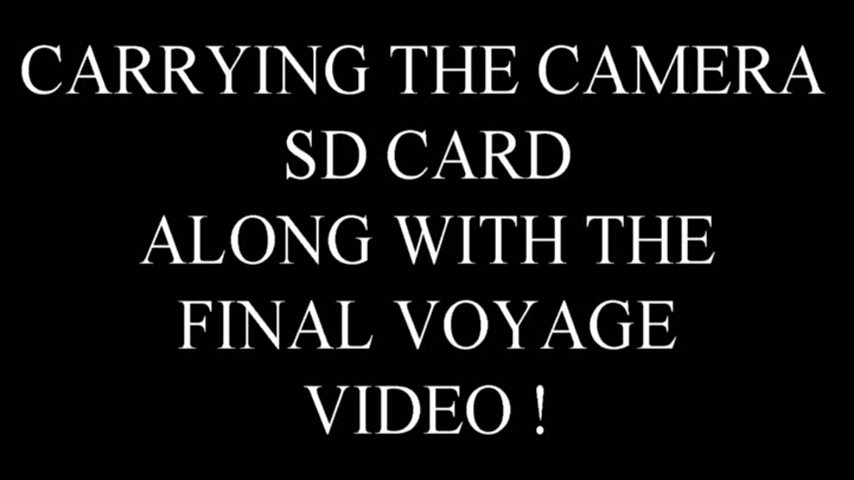 CARRYING THE CAMERA
SD CARD
ALONG WITH THE
FINAL VOYAGE
VIDEO !